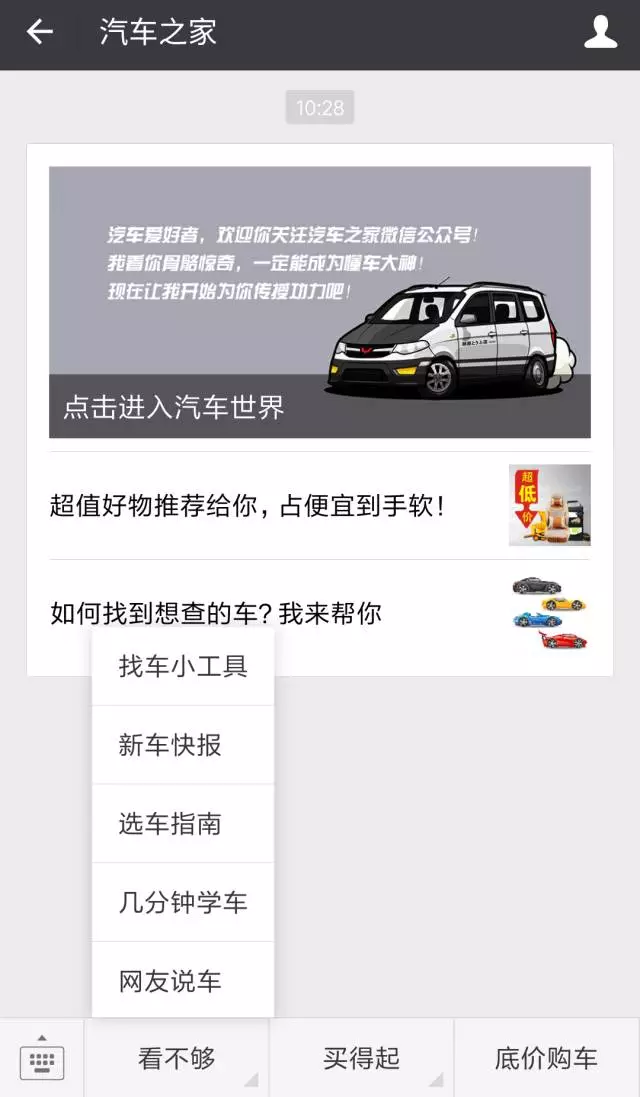 汽车之家
10:28
汽车爱好者，欢迎你关注汽车之家微信公众号！
我看你骨骼惊奇，一定能成为懂车大神！
现在让我开始为你传授功力吧！
点击进入汽车世界
超值好物推荐给你，占便宜到手软！
超
低
价
如何找到想查的车？我来帮你
找车小工具
新车快报
选车指南
几分钟学车
网友说车
看不够
买得起
底价购车